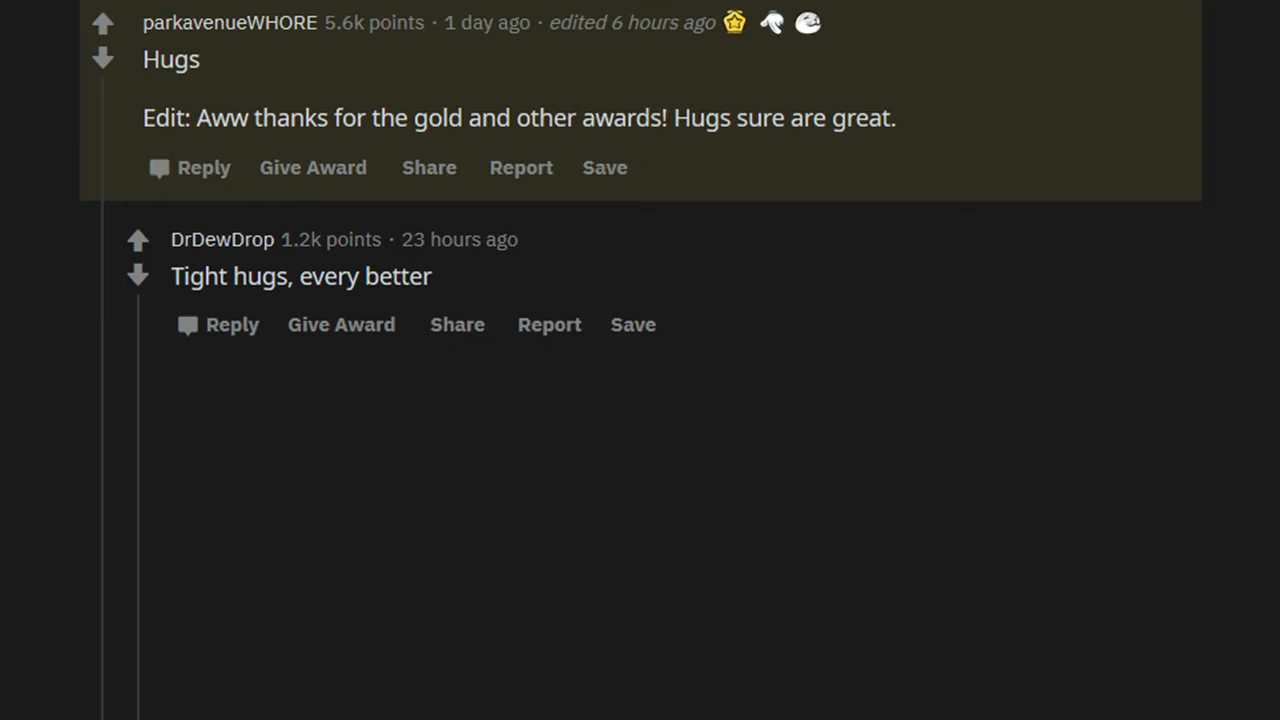 parkavenueWHORE 5.6k points · 1 day ago · edited 6 hours ago
Hugs
Edit: Aww thanks for the gold and other awards! Hugs sure are great.
Reply Give Award Share Report Save
DrDewDrop 1.2k points · 23 hours ago
Tight hugs, every better
Reply Give Award Share Report Save